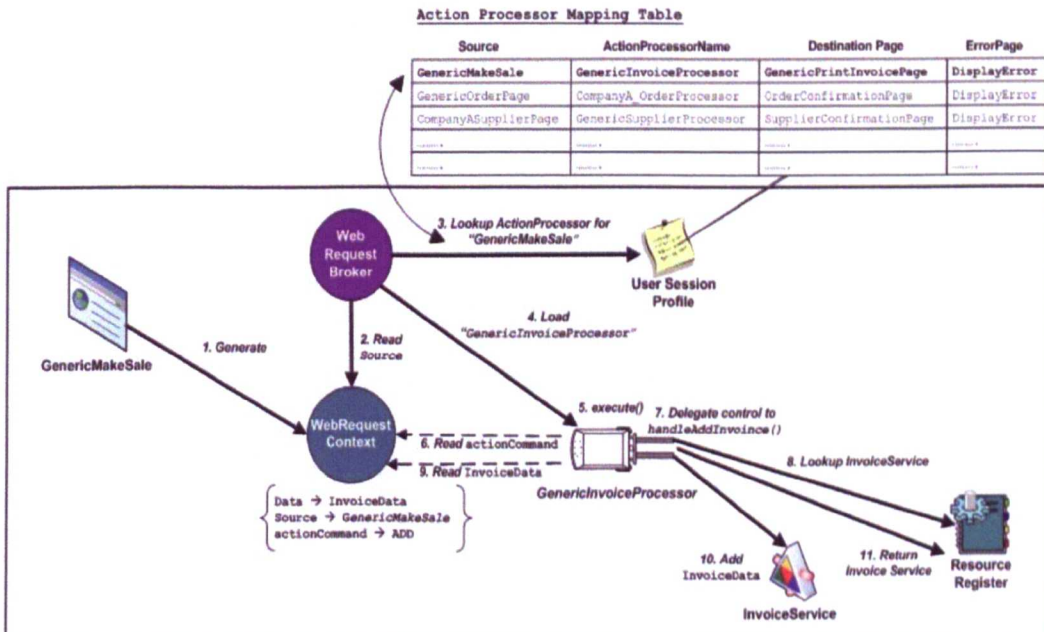 Action Processor Mapping Table
Source ActionProcessorName Destination Page ErrorPage
GenericMakeSale GenericInvoiceProcessor GenericPrintInvoicePage DisplayError
GenericOrderPage CompanyA_OrderProcessor OrderConfirmationPage DisplayError
CompanyASupplierPage GenericSupplierProcessor SupplierConfirmationPage DisplayError
3. Lookup ActionProcessor for
"GenericMakeSale"
Web
Request
Broker
User Session
Profile
4. Load
"GenericInvoiceProcessor"
2. Read
Source
1. Generate
GenericMakeSale
WebRequest
Context
5. execute()
7. Delegate control to
handleAddInvoince()
6. Read actionCommand
9. Read InvoiceData
8. Lookup InvoiceService
GenericInvoiceProcessor
Data → InvoiceData
Source → GenericMakeSale
actionCommand → ADD
10. Add
InvoiceData
11. Return
Invoice Service
Resource
Register
InvoiceService